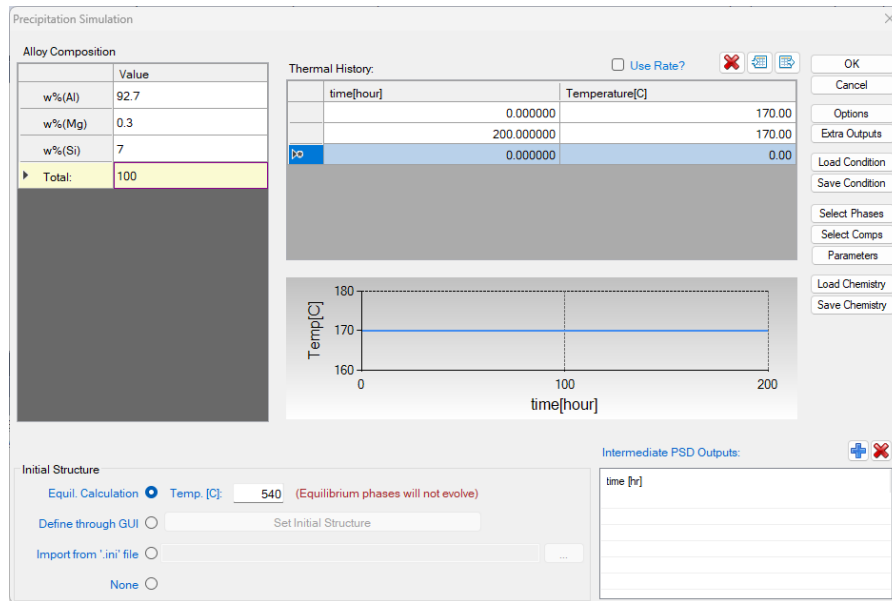 Precipitation Simulation
Alloy Composition
Value
w%(Al) 92.7
w%(Mg) 0.3
w%(Si) 7
Total: 100
Thermal History:
Use Rate?
time[hour] Temperature[C]
0.000000 170.00
200.000000 170.00
0.000000 0.00
OK
Cancel
Options
Extra Outputs
Load Condition
Save Condition
Select Phases
Select Comps
Parameters
Load Chemistry
Save Chemistry
Temp[C]
180
170
160
0 100 200
time[hour]
Initial Structure
Equil. Calculation Temp. [C]: 540 (Equilibrium phases will not evolve)
Define through GUI Set Initial Structure
Import from '.ini' file ...
None
Intermediate PSD Outputs:
time [hr]